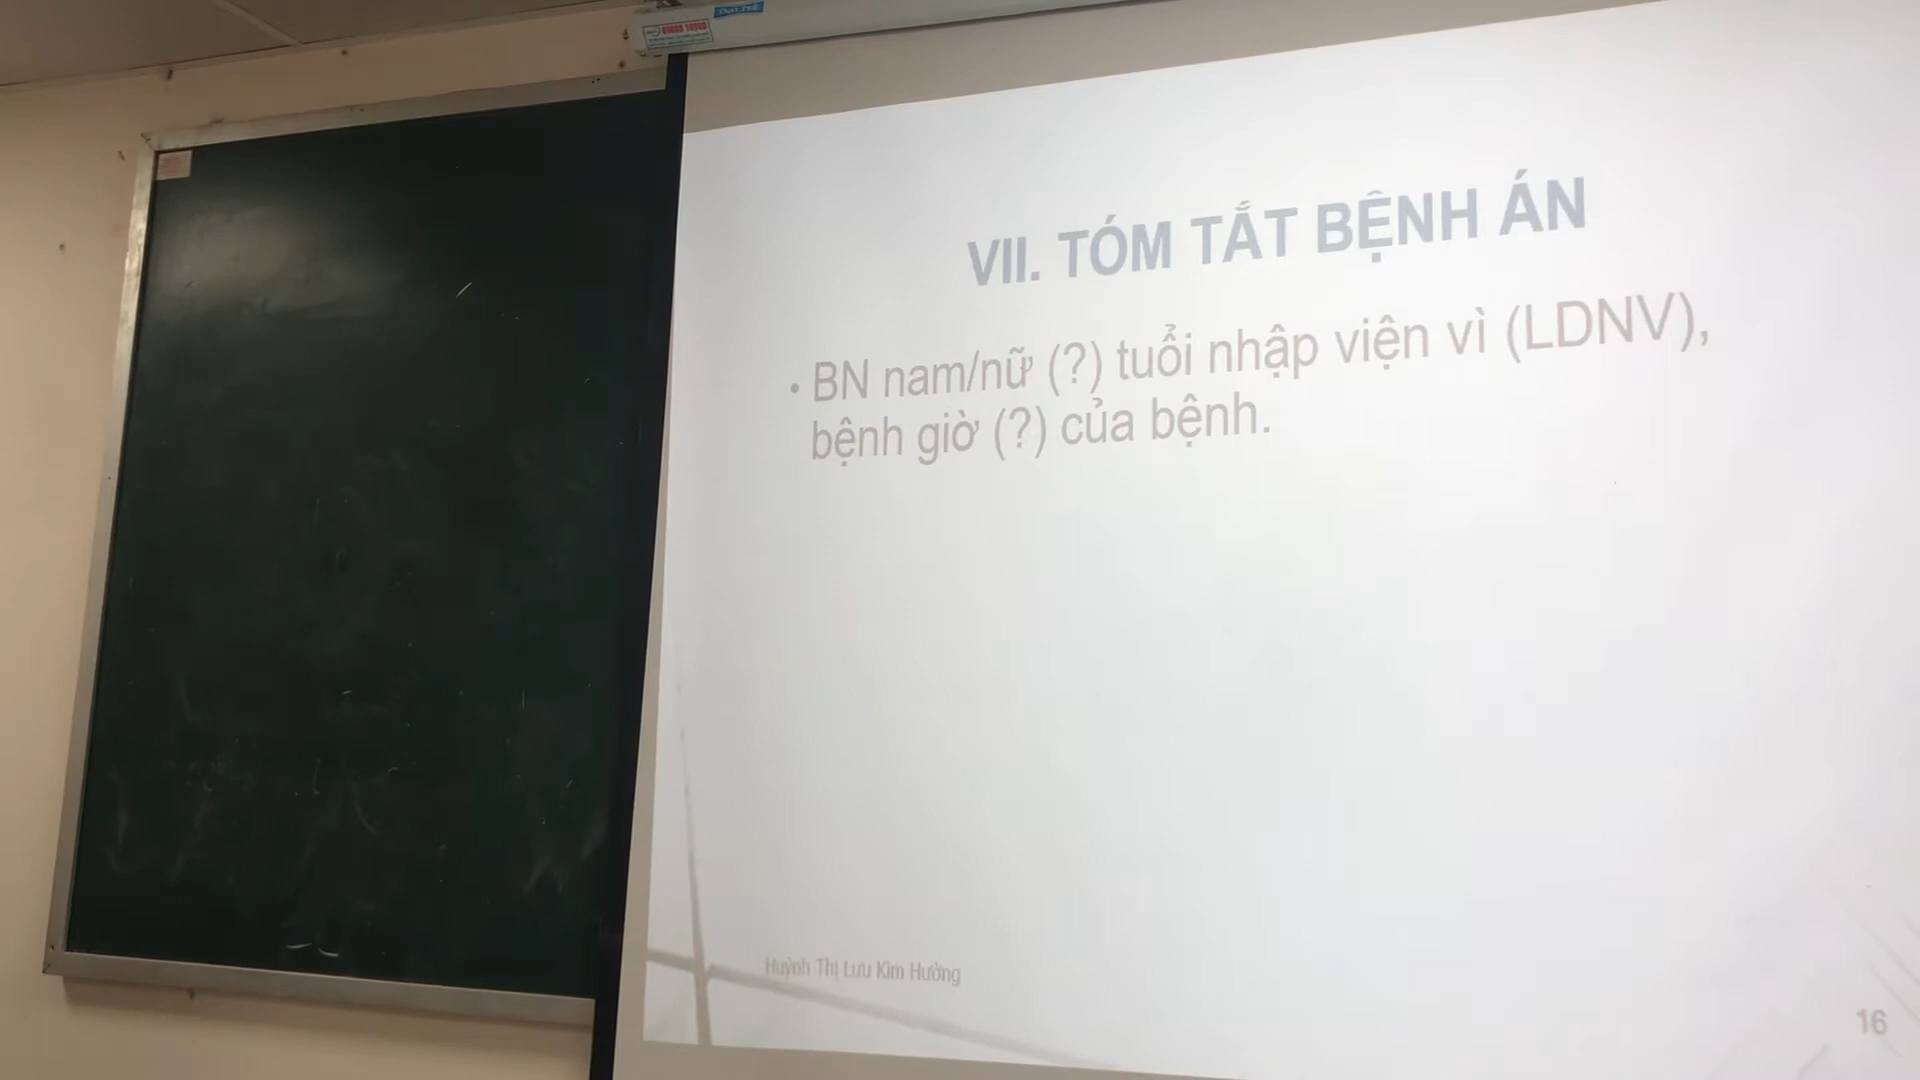 VII. TÓM TẮT BỆNH ÁN
• BN nam/nữ (?) tuổi nhập viện vì (LDNV),
bệnh giờ (?) của bệnh.
Huỳnh Thị Lưu Kim Hường
16